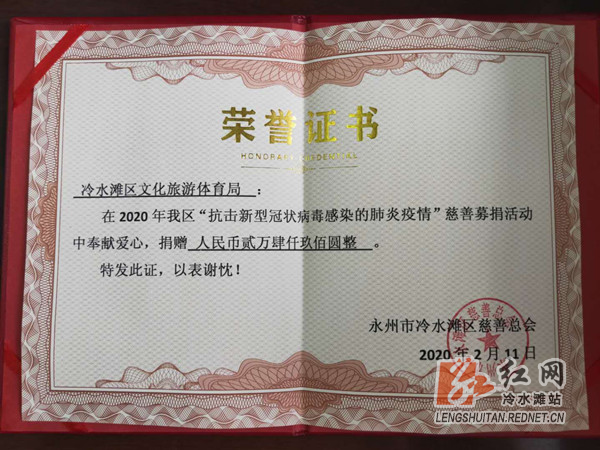 荣誉证书
冷水滩区文化旅游体育局：
在2020年我区“抗击新型冠状病毒感染的肺炎疫情”慈善募捐活动
中奉献爱心，捐赠 人民币贰万肆仟玖佰圆整 。
特发此证，以表谢忱！
永州市冷水滩区慈善总会
2020年2月11日
红网
冷水滩站
LENGSHUITAN.REDNET.CN